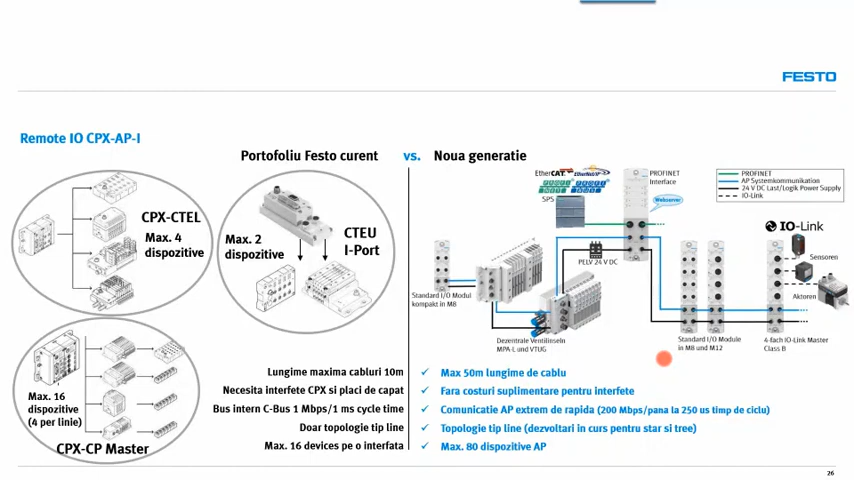 FESTO
Remote IO CPX-AP-I
Portofoliu Festo curent vs. Noua generatie
CPX-CTEL
Max. 4
dispozitive
Max. 2
dispozitive
CTEU
I-Port
Max. 16
dispozitive
(4 per linie)
CPX-CP Master
EtherCAT
EtherNet/IP
PROFI
NET
PROFI
BUS
SPS
PROFINET
Interface
Webserver
PROFINET
AP Systemkommunikation
24 V DC Last/Logik Power Supply
IO-Link
IO-Link
Sensoren
Aktoren
PELV 24 V DC
Standard I/O Modul
kompakt in M8
Dezentrale Ventilinseln
MPA-L und VTUG
Standard I/O Module
in M8 und M12
4-fach IO-Link Master
Class B
Lungime maxima cabluri 10m ✓ Max 50m lungime de cablu
Necesita interfete CPX si placi de capat ✓ Fara costuri suplimentare pentru interfete
Bus intern C-Bus 1 Mbps/1 ms cycle time ✓ Comunicatie AP extrem de rapida (200 Mbps/pana la 250 us timp de ciclu)
Doar topologie tip line ✓ Topologie tip line (dezvoltari in curs pentru star si tree)
Max. 16 devices pe o interfata ✓ Max. 80 dispozitive AP
26